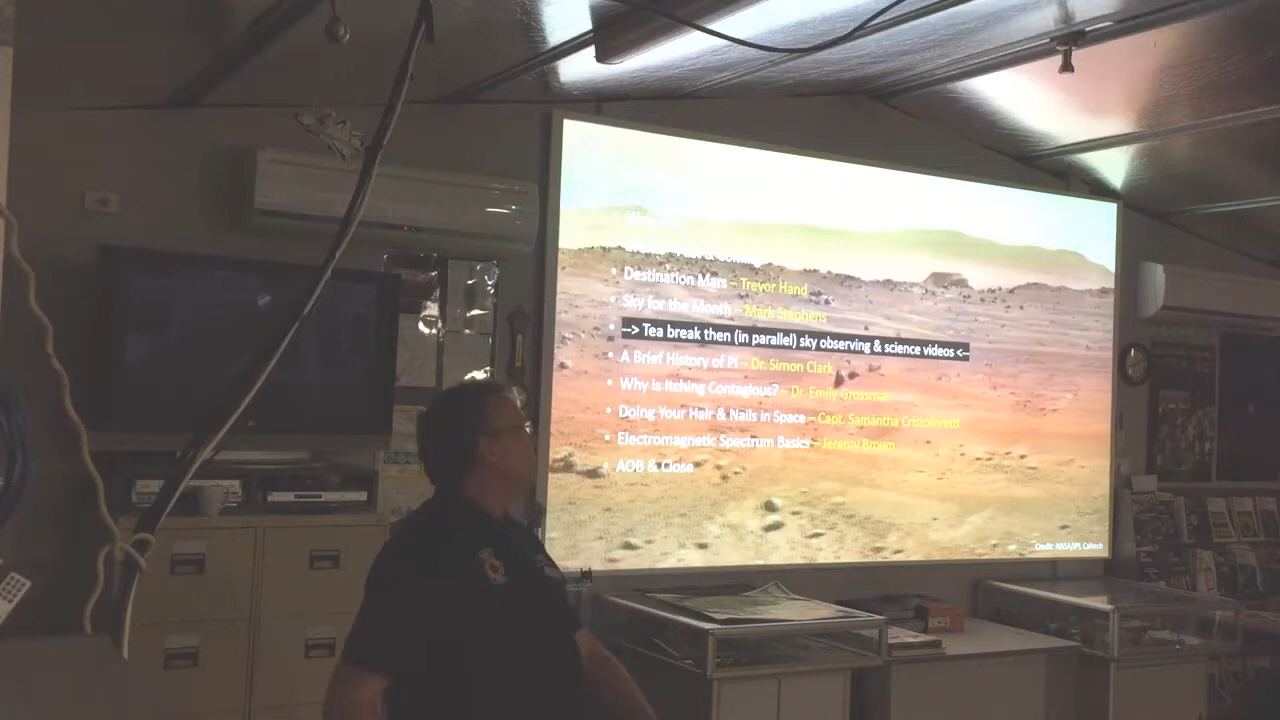 • Destination Mars – Trevor Hand
• Sky for the Month – Mark Stephens
• --> Tea break then (in parallel) sky observing & science videos <--
• A Brief History of Pi – Dr. Simon Clark
• Why is Itching Contagious? – Dr. Emily Grossman
• Doing Your Hair & Nails in Space – Capt. Samantha Cristoforetti
• Electromagnetic Spectrum Basics – Jeremy Brown
• AOB & Close
Credit: NASA/JPL Caltech